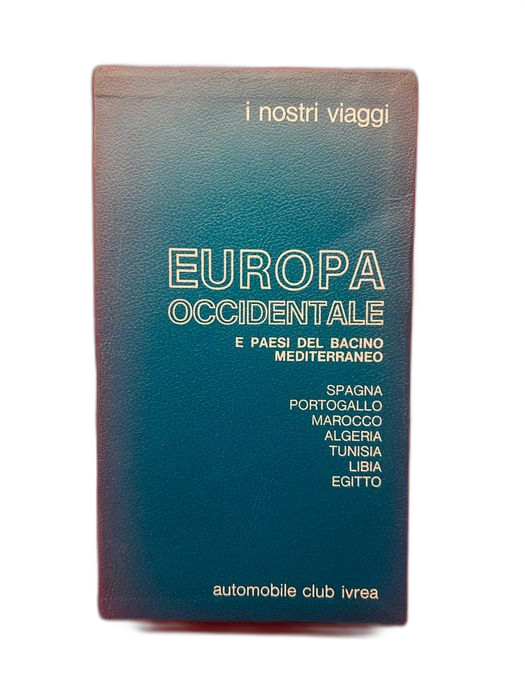 i nostri viaggi
EUROPA
OCCIDENTALE
E PAESI DEL BACINO
MEDITERRANEO
SPAGNA
PORTOGALLO
MAROCCO
ALGERIA
TUNISIA
LIBIA
EGITTO
automobile club ivrea